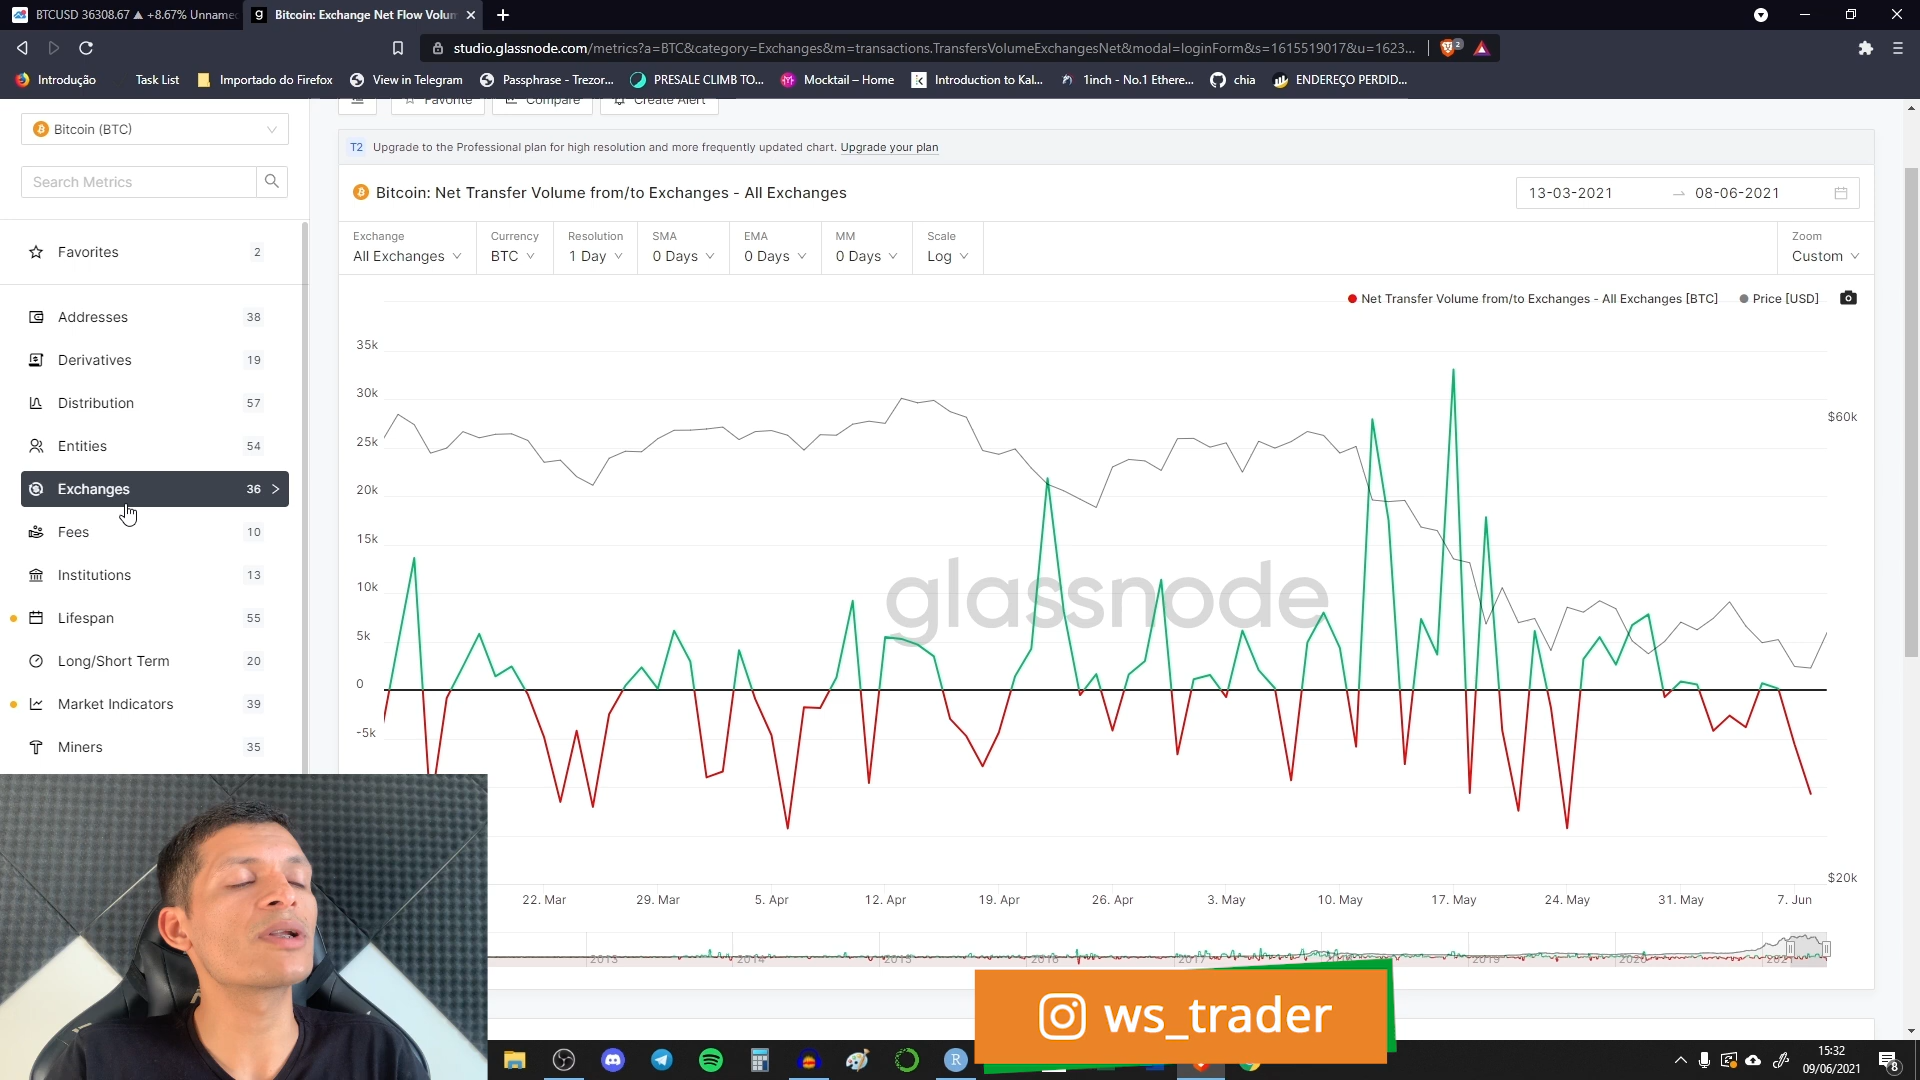 BTCUSD 36308.67 ▲ +8.67% Unname
Bitcoin: Exchange Net Flow Volum
studio.glassnode.com/metrics?a=BTC&category=Exchanges&m=transactions.TransfersVolumeExchangesNet&modal=loginForm&s=1615519017&u=1623...
2
Introdução
Task List
Importado do Firefox
View in Telegram
Passphrase - Trezor...
PRESALE CLIMB TO...
Mocktail – Home
Introduction to Kal...
1inch - No.1 Ethere...
chia
ENDEREÇO PERDID...
Bitcoin (BTC)
Favorite
Compare
Create Alert
T2 Upgrade to the Professional plan for high resolution and more frequently updated chart. Upgrade your plan
Search Metrics
Bitcoin: Net Transfer Volume from/to Exchanges - All Exchanges
13-03-2021 → 08-06-2021
Exchange
All Exchanges
Currency
BTC
Resolution
1 Day
SMA
0 Days
EMA
0 Days
MM
0 Days
Scale
Log
Zoom
Custom
Favorites 2
Addresses 38
Derivatives 19
Distribution 57
Entities 54
Exchanges 36
Fees 10
Institutions 13
Lifespan 55
Long/Short Term 20
Market Indicators 39
Miners 35
Net Transfer Volume from/to Exchanges - All Exchanges [BTC]
Price [USD]
35k
30k
25k
20k
15k
10k
5k
0
-5k
$60k
$20k
glassnode
22. Mar
29. Mar
5. Apr
12. Apr
19. Apr
26. Apr
3. May
10. May
17. May
24. May
31. May
7. Jun
2013
2014
2015
2016
2017
2019
2020
2021
ws_trader
R
15:32
09/06/2021
8